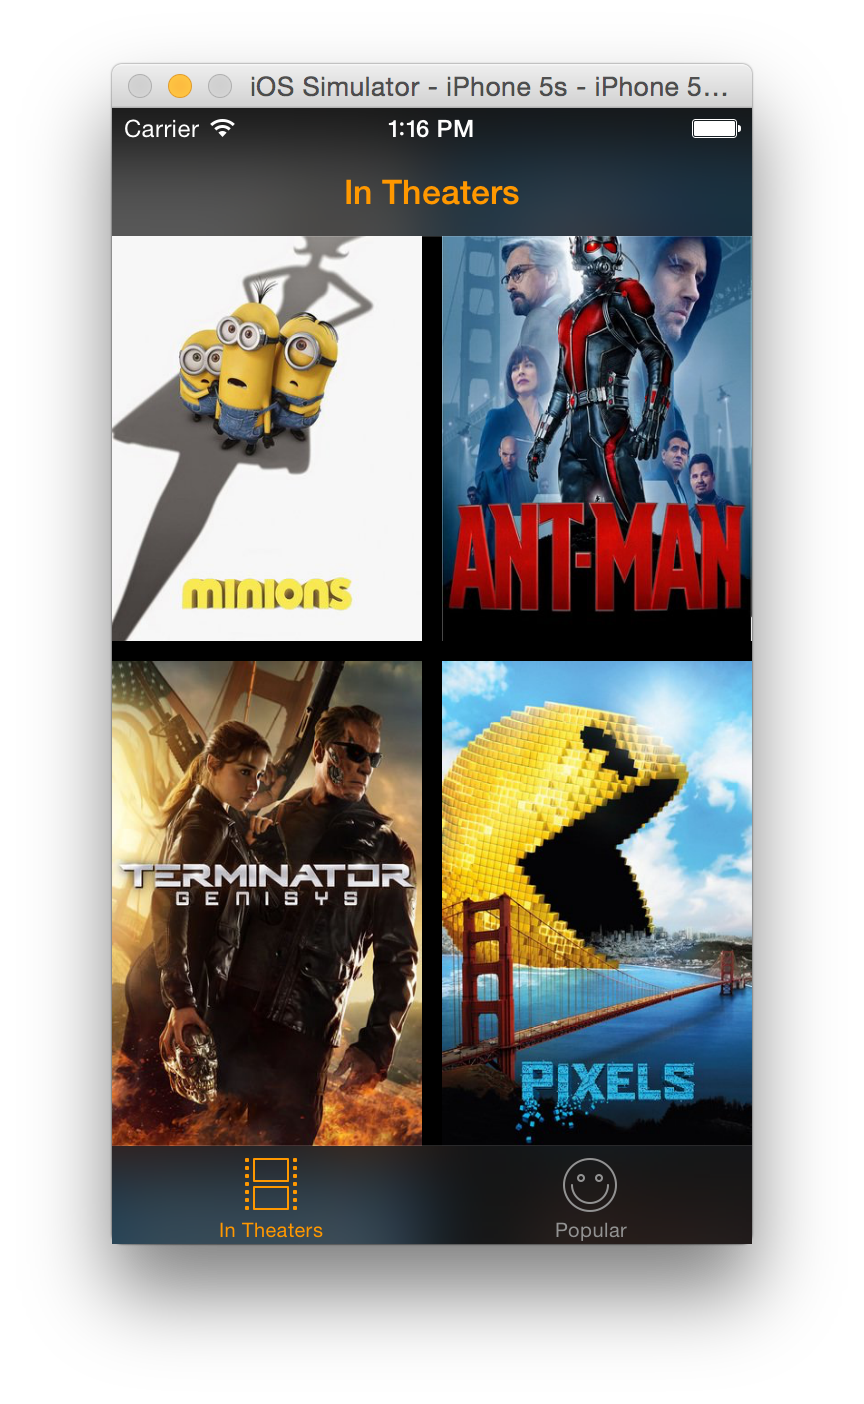 iOS Simulator - iPhone 5s - iPhone 5...
Carrier 1:16 PM
In Theaters
minions
ANT-MAN
TERMINATOR
GENISYS
PIXELS
In Theaters
Popular